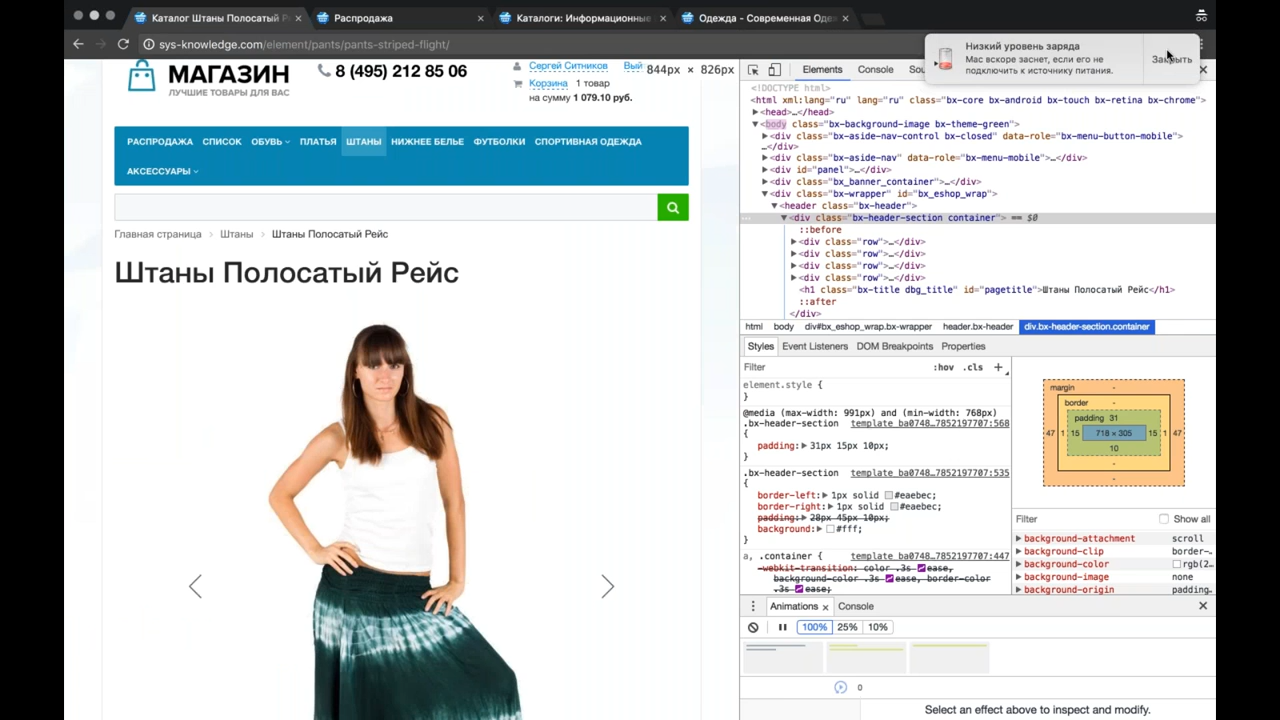 Каталог Штаны Полосатый Р
Распродажа
Каталоги: Информационные
Одежда - Современная Оде
sys-knowledge.com/element/pants/pants-striped-flight/
Низкий уровень заряда
Mac вскоре заснет, если его не
подключить к источнику питания.
Закрыть
МАГАЗИН
ЛУЧШИЕ ТОВАРЫ ДЛЯ ВАС
8 (495) 212 85 06
Сергей Ситников Вый
Корзина 1 товар
на сумму 1 079.10 руб.
844px × 826px
РАСПРОДАЖА СПИСОК ОБУВЬ ПЛАТЬЯ ШТАНЫ НИЖНЕЕ БЕЛЬЕ ФУТБОЛКИ СПОРТИВНАЯ ОДЕЖДА
АКСЕССУАРЫ
Главная страница Штаны Штаны Полосатый Рейс
Штаны Полосатый Рейс
Elements Console Sou
<!DOCTYPE html>
<html xml:lang="ru" lang="ru" class="bx-core bx-android bx-touch bx-retina bx-chrome">
<head>…</head>
<body class="bx-background-image bx-theme-green">
<div class="bx-aside-nav-control bx-closed" data-role="bx-menu-button-mobile">
…</div>
<div class="bx-aside-nav" data-role="bx-menu-mobile">…</div>
<div id="panel">…</div>
<div class="bx_banner_container">…</div>
<div class="bx-wrapper" id="bx_eshop_wrap">
<header class="bx-header">
<div class="bx-header-section container"> == $0
::before
<div class="row">…</div>
<div class="row">…</div>
<div class="row">…</div>
<div class="row">…</div>
<h1 class="bx-title dbg_title" id="pagetitle">Штаны Полосатый Рейс</h1>
::after
</div>
html body div#bx_eshop_wrap.bx-wrapper header.bx-header div.bx-header-section.container
Styles Event Listeners DOM Breakpoints Properties
Filter :hov .cls +
element.style {
}
@media (max-width: 991px) and (min-width: 768px)
.bx-header-section template_ba0748…7852197707:568
{
padding: 31px 15px 10px;
}
.bx-header-section template_ba0748…7852197707:535
{
border-left: 1px solid #eaebec;
border-right: 1px solid #eaebec;
padding: 28px 45px 10px;
background: #fff;
}
a, .container { template_ba0748…7852197707:447
-webkit-transition: color .3s ease,
background-color .3s ease, border-color
.3s ease;
margin -
border -
padding 31
47 1 15 718 × 305 15 1 47
10
-
-
Filter Show all
background-attachment scroll
background-clip border-…
background-color rgb(2…
background-image none
background-origin padding…
Animations Console
100% 25% 10%
0
Select an effect above to inspect and modify.